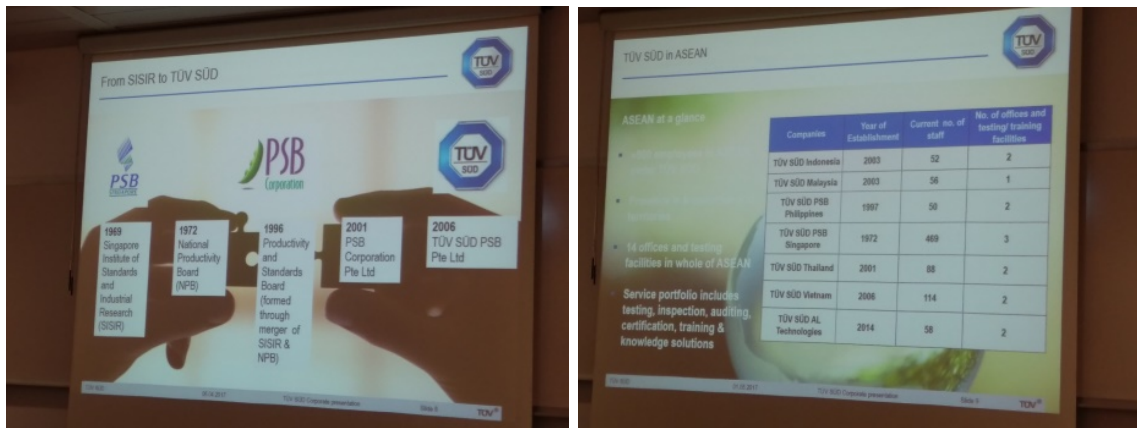 From SISIR to TÜV SÜD
TÜV
SÜD
PSB
PSB
Corporation
TÜV
SÜD
1969
Singapore
Institute of
Standards
and
Industrial
Research
(SISIR)
1972
National
Productivity
Board
(NPB)
1996
Productivity
and
Standards
Board
(formed
through
merger of
SISIR &
NPB)
2001
PSB
Corporation
Pte Ltd
2006
TÜV SÜD PSB
Pte Ltd
TÜV SÜD Corporate presentation
TÜV®
TÜV SÜD in ASEAN
TÜV
SÜD
ASEAN at a glance
14 offices and testing
facilities in whole of ASEAN
Service portfolio includes
testing, inspection, auditing,
certification, training &
knowledge solutions
Companies Year of Establishment Current no. of staff No. of offices and testing/ training facilities
TÜV SÜD Indonesia 2003 52 2
TÜV SÜD Malaysia 2003 56 1
TÜV SÜD PSB Philippines 1997 50 2
TÜV SÜD PSB Singapore 1972 469 3
TÜV SÜD Thailand 2001 88 2
TÜV SÜD Vietnam 2006 114 2
TÜV SÜD AL Technologies 2014 58 2
TÜV SÜD Corporate presentation
TÜV®